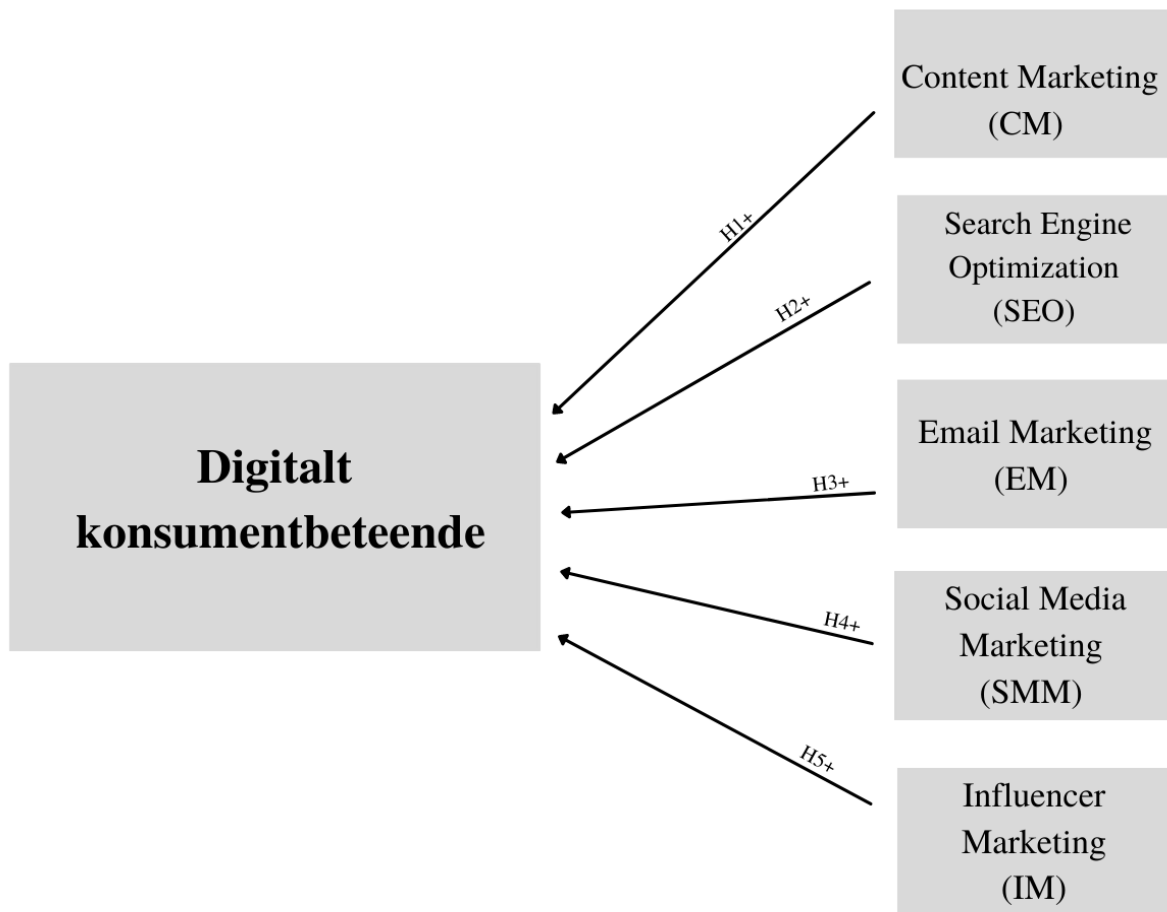 Content Marketing
(CM)
H1+
Search Engine
Optimization
(SEO)
H2+
Digitalt
konsumentbeteende
Email Marketing
(EM)
H3+
Social Media
Marketing
(SMM)
H4+
Influencer
Marketing
(IM)
H5+